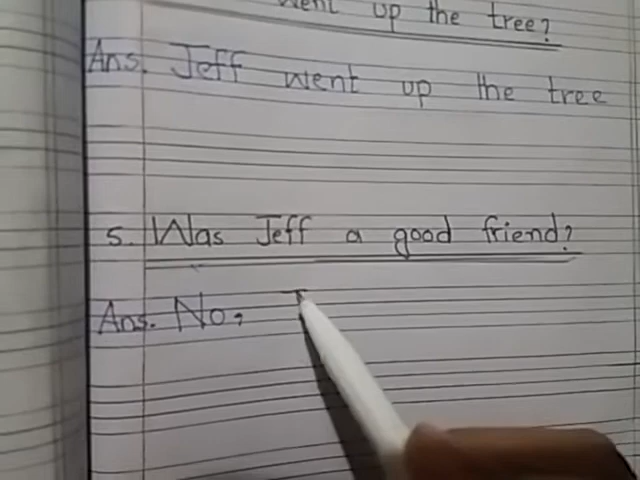 went up the tree?
Ans. Jeff went up the tree
5. Was Jeff a good friend?
Ans. No,